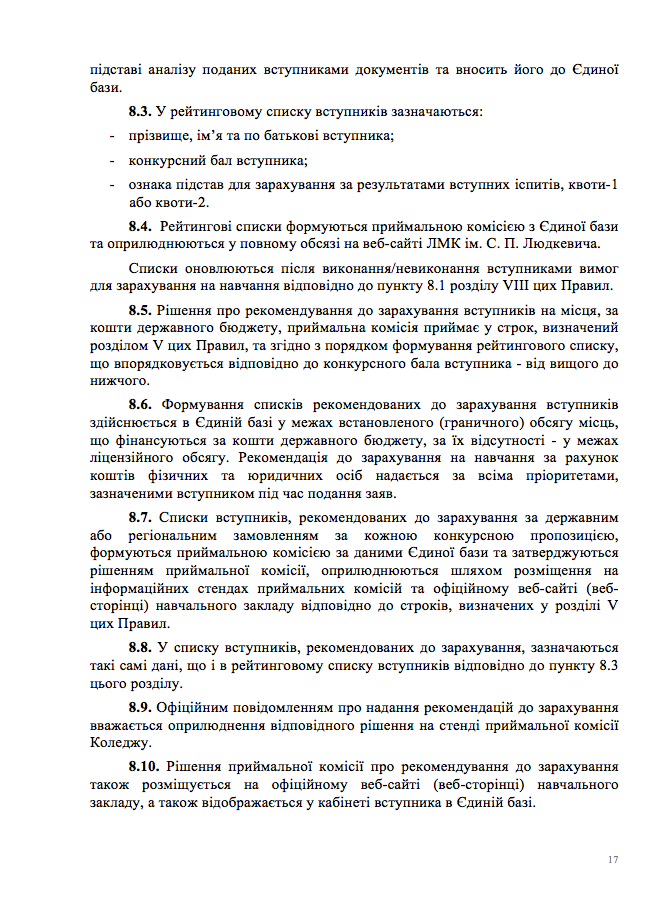 підставі аналізу поданих вступниками документів та вносить його до Єдиної
бази.
8.3. У рейтинговому списку вступників зазначаються:
- прізвище, ім’я та по батькові вступника;
- конкурсний бал вступника;
- ознака підстав для зарахування за результатами вступних іспитів, квоти-1
або квоти-2.
8.4. Рейтингові списки формуються приймальною комісією з Єдиної бази
та оприлюднюються у повному обсязі на веб-сайті ЛМК ім. С. П. Людкевича.
Списки оновлюються після виконання/невиконання вступниками вимог
для зарахування на навчання відповідно до пункту 8.1 розділу VIII цих Правил.
8.5. Рішення про рекомендування до зарахування вступників на місця, за
кошти державного бюджету, приймальна комісія приймає у строк, визначений
розділом V цих Правил, та згідно з порядком формування рейтингового списку,
що впорядковується відповідно до конкурсного бала вступника - від вищого до
нижчого.
8.6. Формування списків рекомендованих до зарахування вступників
здійснюється в Єдиній базі у межах встановленого (граничного) обсягу місць,
що фінансуються за кошти державного бюджету, за їх відсутності - у межах
ліцензійного обсягу. Рекомендація до зарахування на навчання за рахунок
коштів фізичних та юридичних осіб надається за всіма пріоритетами,
зазначеними вступником під час подання заяв.
8.7. Списки вступників, рекомендованих до зарахування за державним
або регіональним замовленням за кожною конкурсною пропозицією,
формуються приймальною комісією за даними Єдиної бази та затверджуються
рішенням приймальної комісії, оприлюднюються шляхом розміщення на
інформаційних стендах приймальних комісій та офіційному веб-сайті (веб-
сторінці) навчального закладу відповідно до строків, визначених у розділі V
цих Правил.
8.8. У списку вступників, рекомендованих до зарахування, зазначаються
такі самі дані, що і в рейтинговому списку вступників відповідно до пункту 8.3
цього розділу.
8.9. Офіційним повідомленням про надання рекомендацій до зарахування
вважається оприлюднення відповідного рішення на стенді приймальної комісії
Коледжу.
8.10. Рішення приймальної комісії про рекомендування до зарахування
також розміщується на офіційному веб-сайті (веб-сторінці) навчального
закладу, а також відображається у кабінеті вступника в Єдиній базі.
17